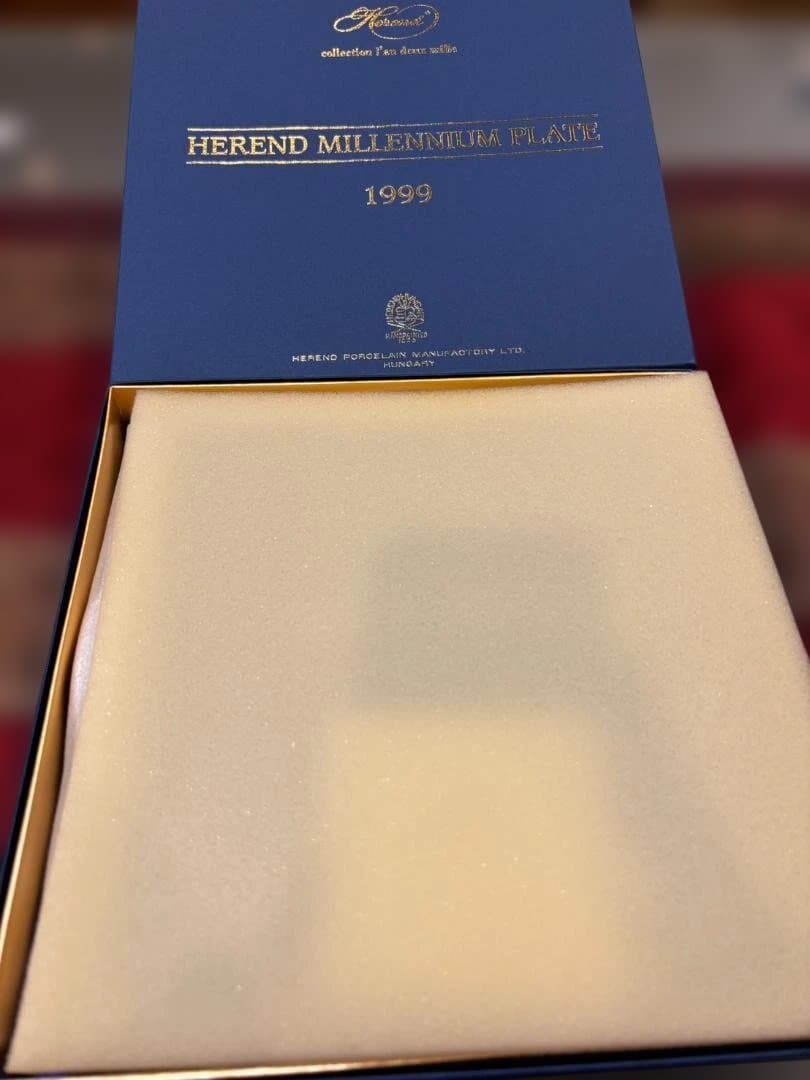 Herend
collection l'an deux mille
HEREND MILLENNIUM PLATE
1999
HEREND PORCELAIN MANUFACTORY LTD.
HUNGARY